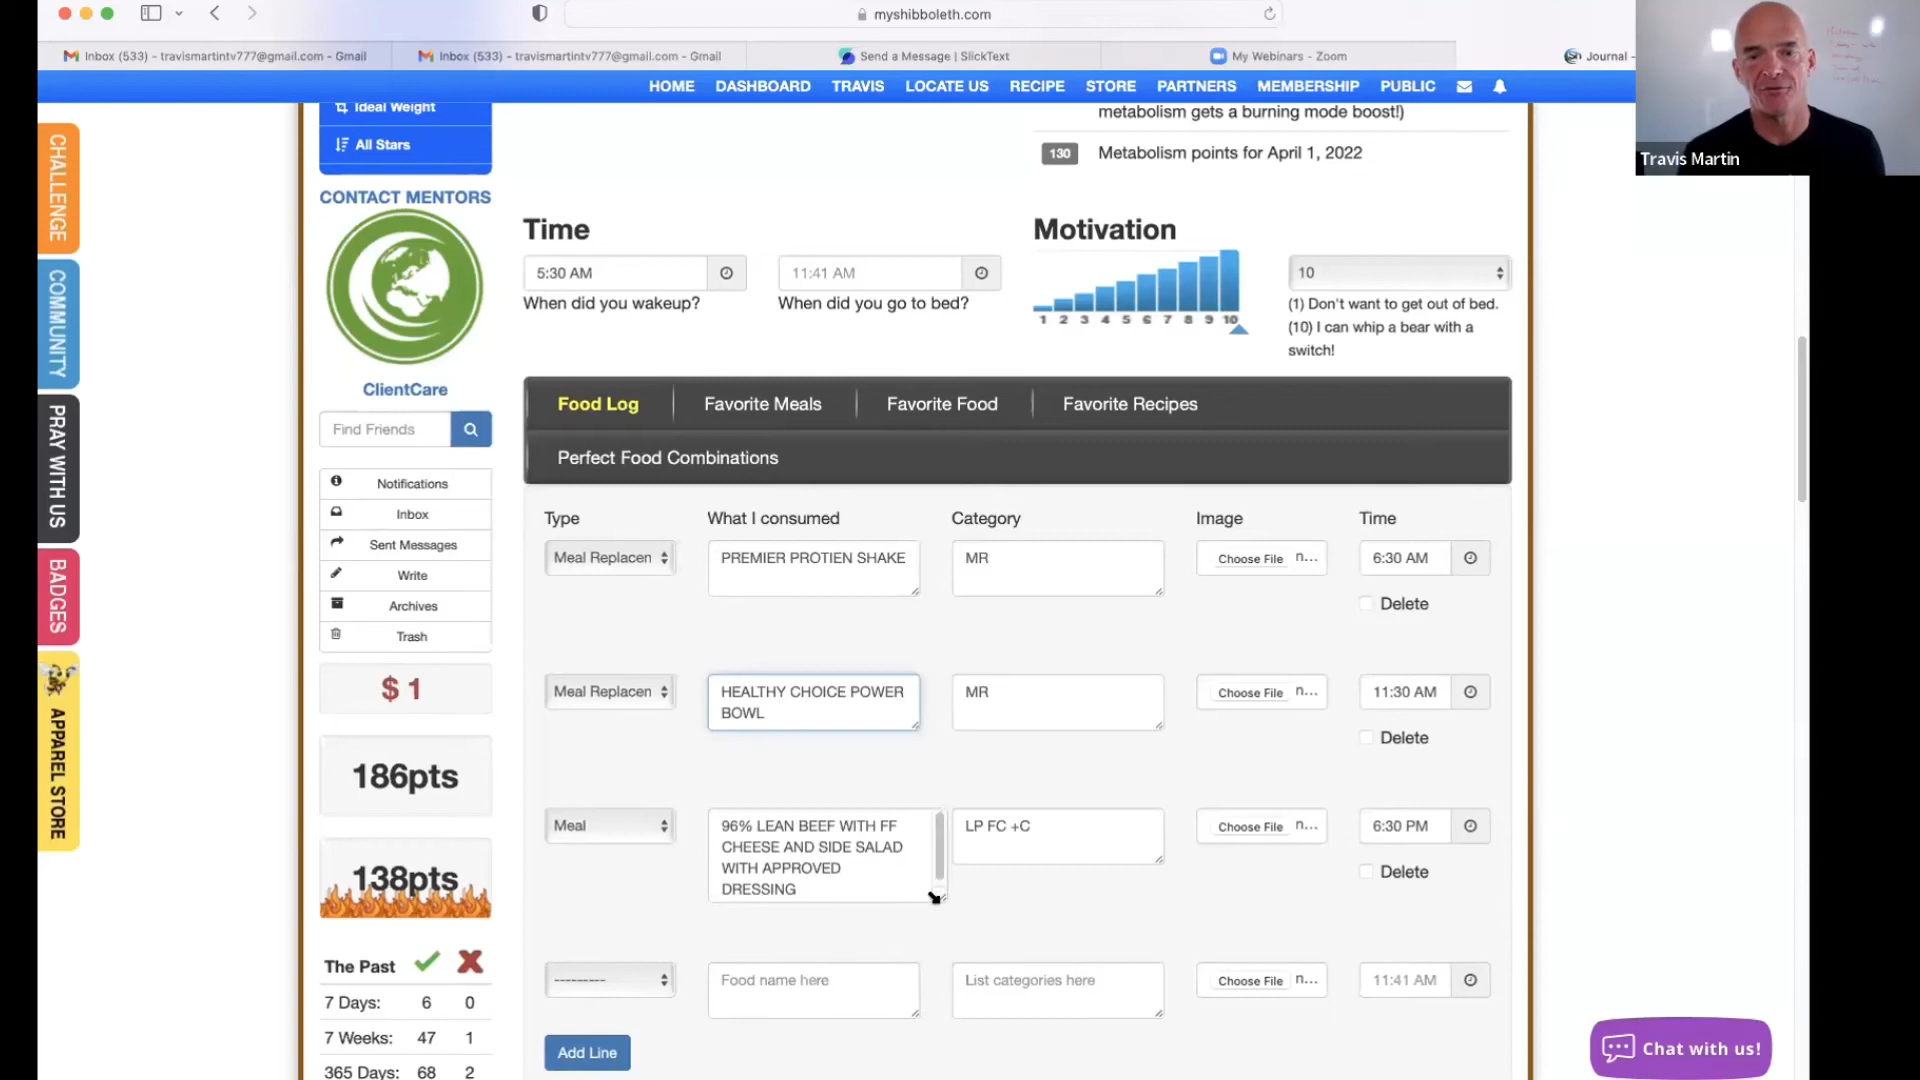 myshibboleth.com
Inbox (533) - travismartintv777@gmail.com - Gmail
Inbox (533) - travismartintv777@gmail.com - Gmail
Send a Message | SlickText
My Webinars - Zoom
Journal -
HOME DASHBOARD TRAVIS LOCATE US RECIPE STORE PARTNERS MEMBERSHIP PUBLIC
Travis Martin
CHALLENGE
COMMUNITY
PRAY WITH US
BADGES
APPAREL STORE
Ideal Weight
All Stars
CONTACT MENTORS
ClientCare
Find Friends
Notifications
Inbox
Sent Messages
Write
Archives
Trash
$ 1
186pts
138pts
The Past
7 Days: 6 0
7 Weeks: 47 1
365 Days: 68 2
metabolism gets a burning mode boost!)
130 Metabolism points for April 1, 2022
Time
5:30 AM
When did you wakeup?
11:41 AM
When did you go to bed?
Motivation
1 2 3 4 5 6 7 8 9 10
10
(1) Don't want to get out of bed.
(10) I can whip a bear with a
switch!
Food Log Favorite Meals Favorite Food Favorite Recipes
Perfect Food Combinations
Type What I consumed Category Image Time
Meal Replacen PREMIER PROTIEN SHAKE MR Choose File n... 6:30 AM
Delete
Meal Replacen HEALTHY CHOICE POWER MR Choose File n... 11:30 AM
BOWL
Delete
Meal 96% LEAN BEEF WITH FF LP FC +C Choose File n... 6:30 PM
CHEESE AND SIDE SALAD
WITH APPROVED
Delete
DRESSING
--------- Food name here List categories here Choose File n... 11:41 AM
Add Line
Chat with us!